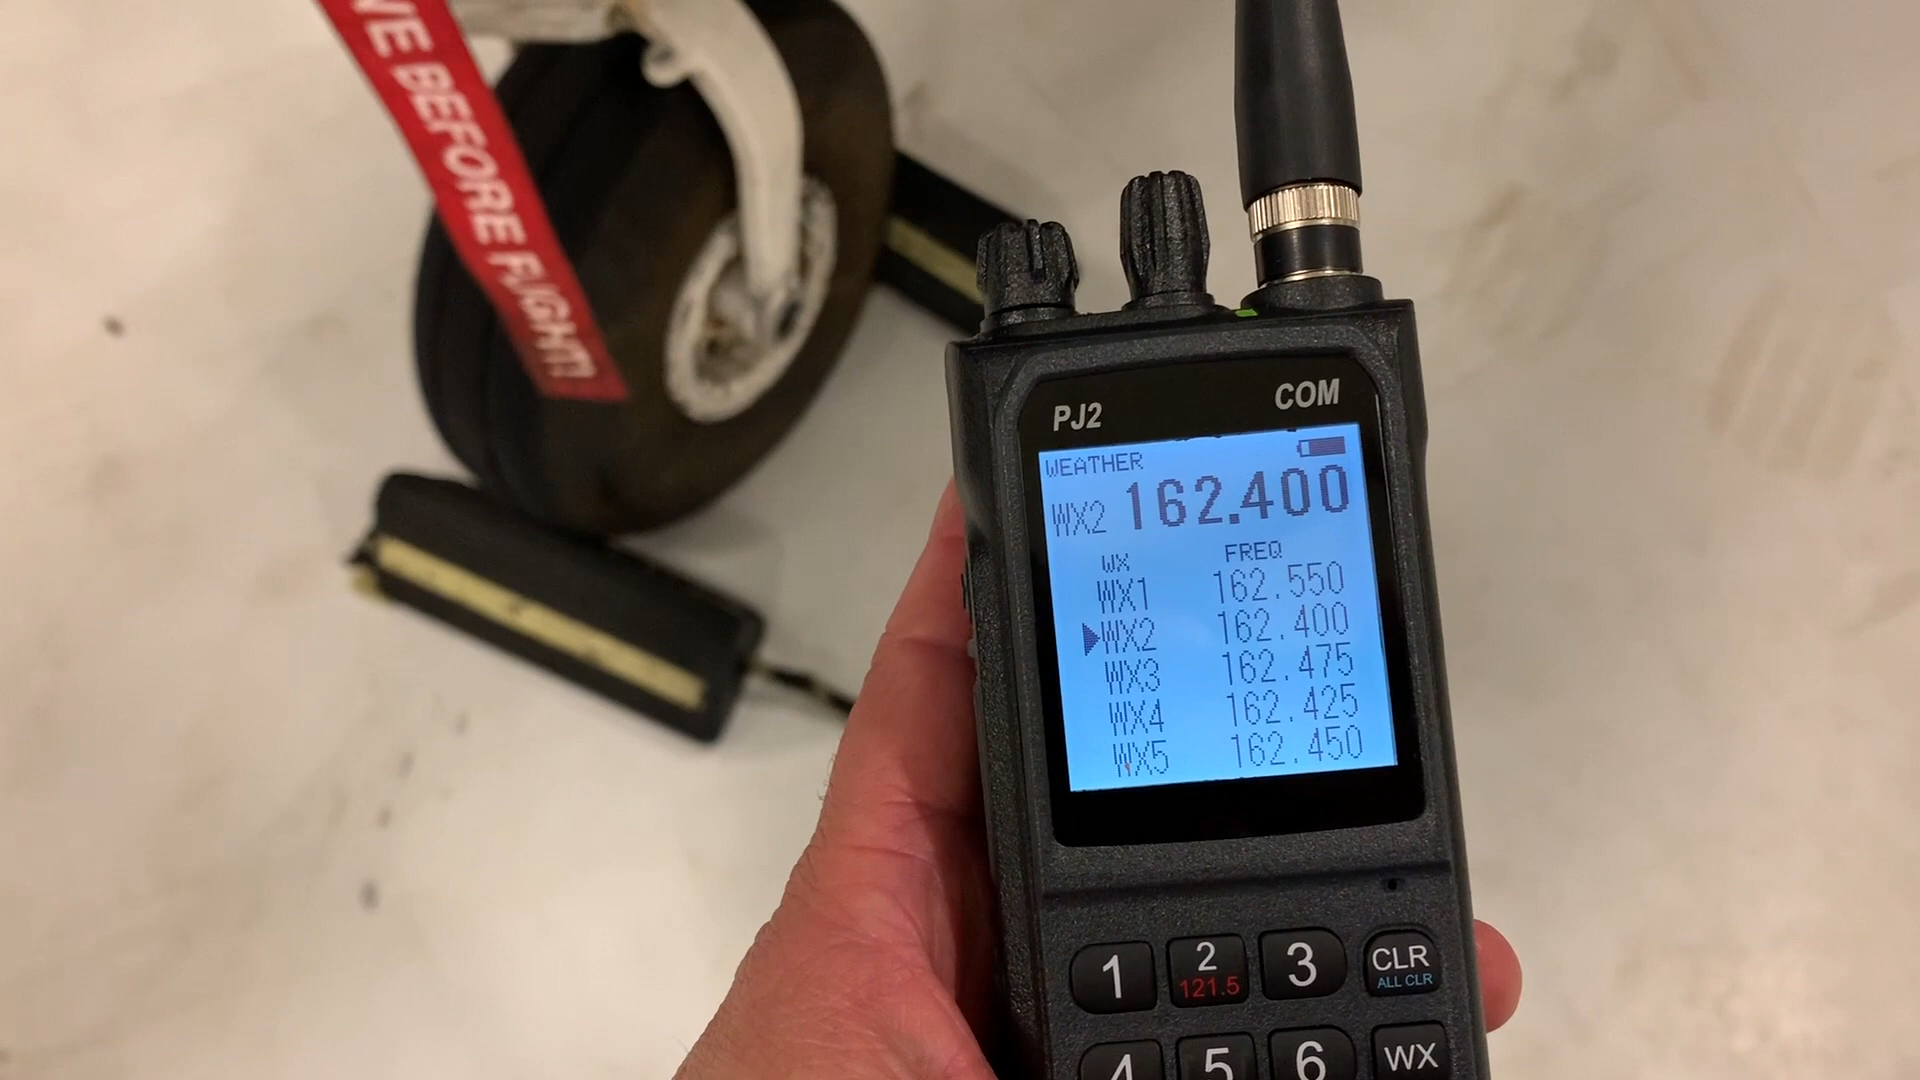 VE BEFORE FLIGHT
PJ2 COM
WEATHER
WX2 162.400
WX FREQ
WX1 162.550
WX2 162.400
WX3 162.475
WX4 162.425
WX5 162.450
1 2 3 CLR
121.5 ALL CLR
4 5 6 WX